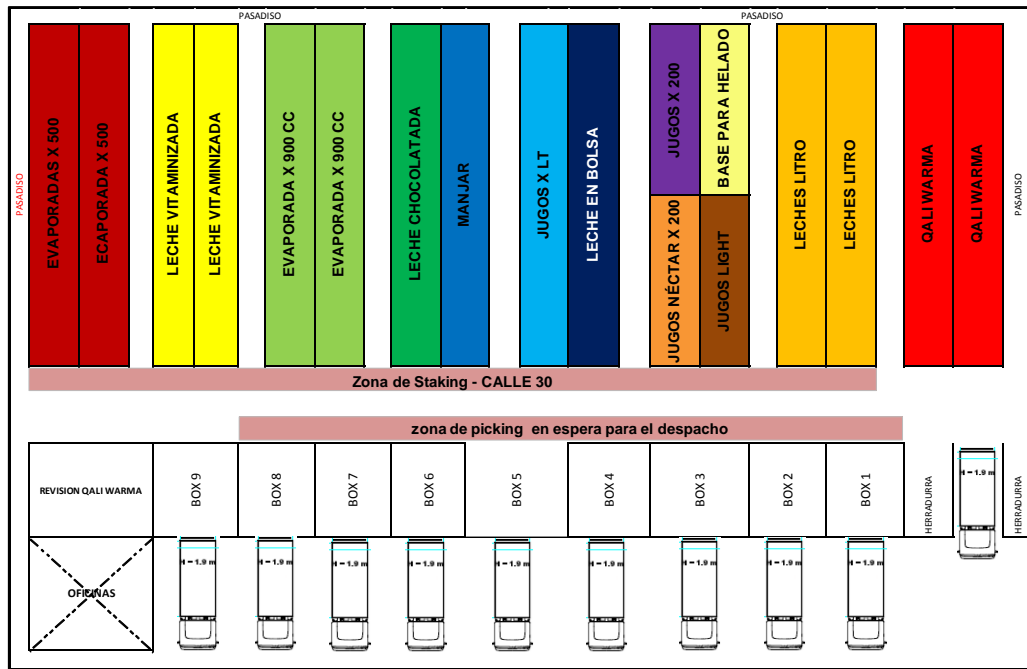 PASADISO
PASADISO
PASADISO
EVAPORADAS X 500
ECAPORADA X 500
LECHE VITAMINIZADA
LECHE VITAMINIZADA
EVAPORADA X 900 CC
EVAPORADA X 900 CC
LECHE CHOCOLATADA
MANJAR
JUGOS X LT
LECHE EN BOLSA
JUGOS X 200
BASE PARA HELADO
JUGOS NÉCTAR X 200
JUGOS LIGHT
LECHES LITRO
LECHES LITRO
QALI WARMA
QALI WARMA
PASADISO
Zona de Staking - CALLE 30
zona de picking en espera para el despacho
REVISION QALI WARMA
BOX 9
BOX 8
BOX 7
BOX 6
BOX 5
BOX 4
BOX 3
BOX 2
BOX 1
HERRADURRA
H = 1.9 m
HERRADURRA
OFICINAS
H = 1.9 m
H = 1.9 m
H = 1.9 m
H = 1.9 m
H = 1.9 m
H = 1.9 m
H = 1.9 m
H = 1.9 m
H = 1.9 m